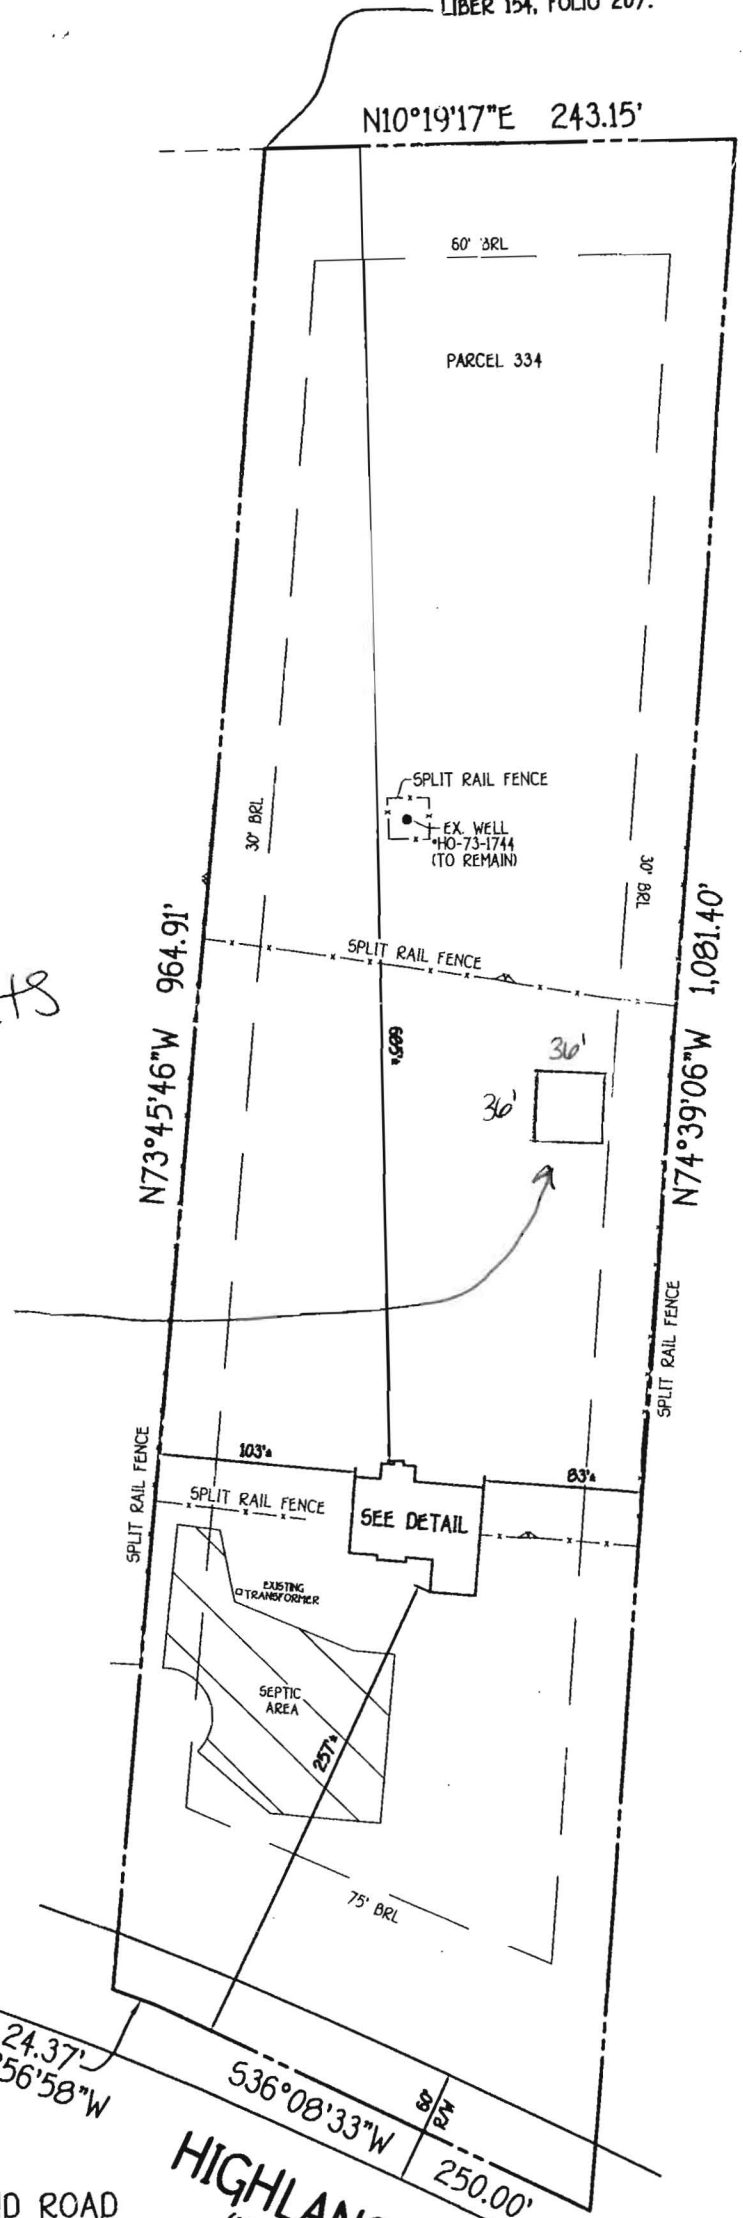 LIBER 154, FOLIO 207.
N10°19'17"E 243.15'
60' BRL
PARCEL 334
SPLIT RAIL FENCE
EX. WELL
*HO-73-1744
(TO REMAIN)
30' BRL
30' BRL
SPLIT RAIL FENCE
N73°45'46"W 964.91'
N74°39'06"W 1,081.40'
36'
36'
SPLIT RAIL FENCE
SPLIT RAIL FENCE
103'±
83'±
SPLIT RAIL FENCE
SEE DETAIL
EXISTING
TRANSFORMER
SEPTIC
AREA
257'±
75' BRL
24.37'
56'58"W
S36°08'33"W 250.00'
60'
R/W
HIGHLAN
ROAD